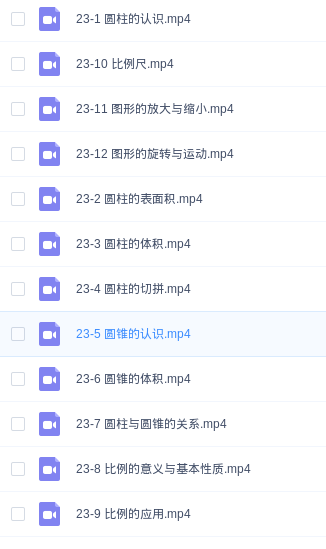 23-1 圆柱的认识.mp4
23-10 比例尺.mp4
23-11 图形的放大与缩小.mp4
23-12 图形的旋转与运动.mp4
23-2 圆柱的表面积.mp4
23-3 圆柱的体积.mp4
23-4 圆柱的切拼.mp4
23-5 圆锥的认识.mp4
23-6 圆锥的体积.mp4
23-7 圆柱与圆锥的关系.mp4
23-8 比例的意义与基本性质.mp4
23-9 比例的应用.mp4